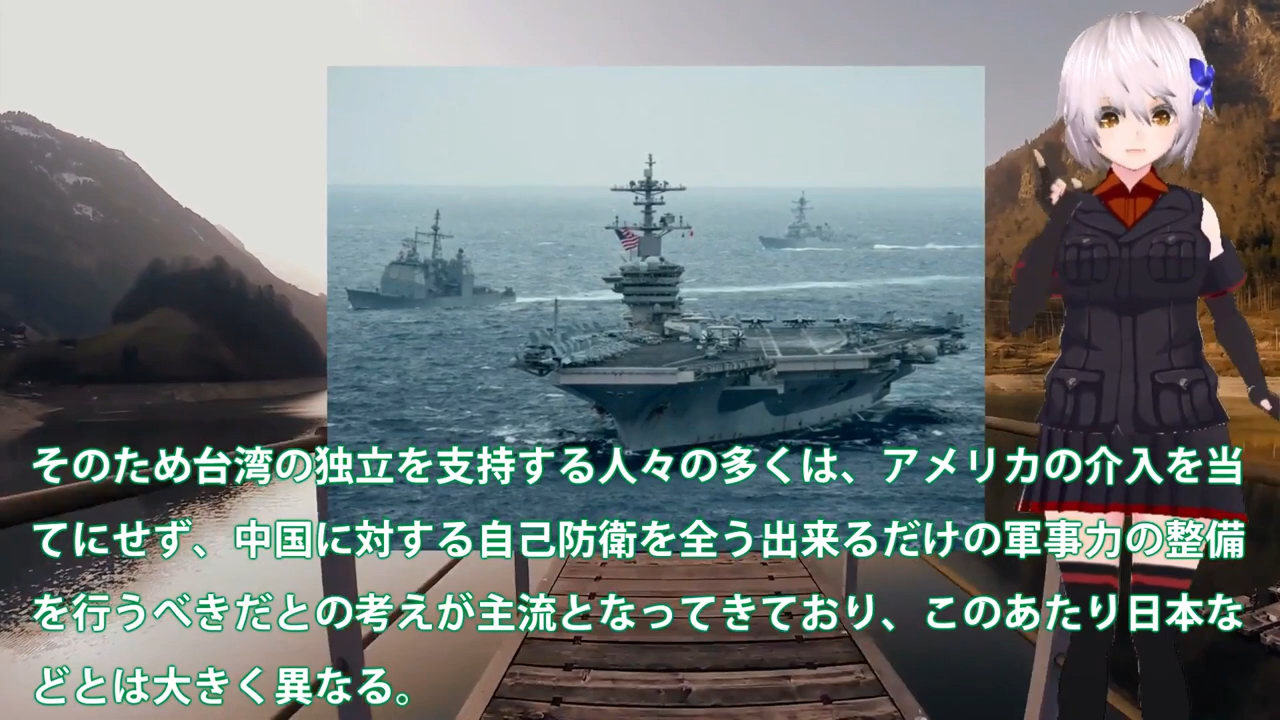 そのため台湾の独立を支持する人々の多くは、アメリカの介入を当
てにせず、中国に対する自己防衛を全う出来るだけの軍事力の整備
を行うべきだとの考えが主流となってきており、このあたり日本な
どとは大きく異なる。